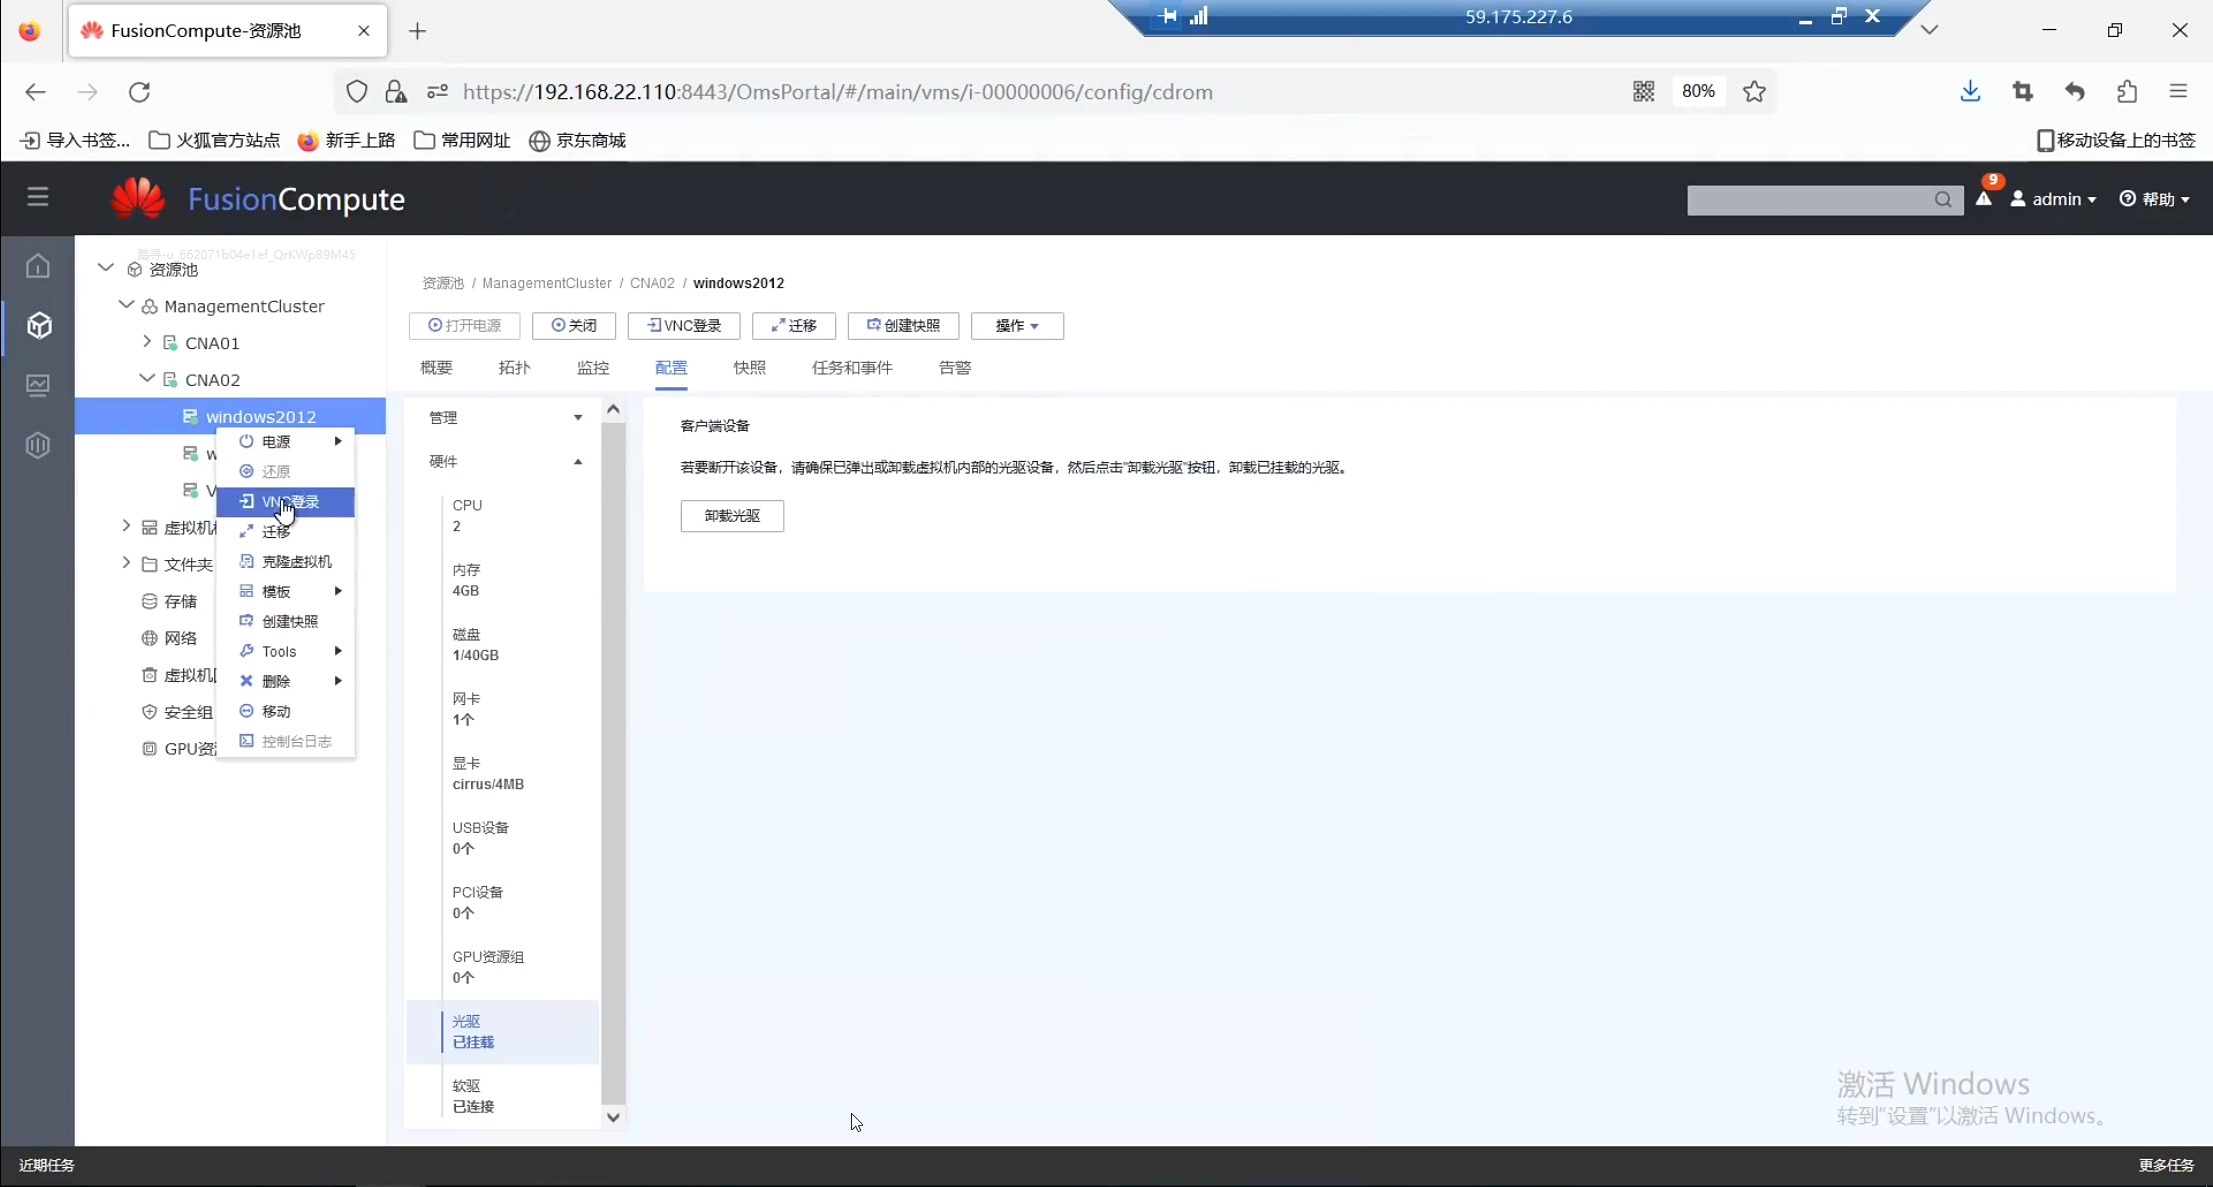 FusionCompute-资源池
59.175.227.6
https://192.168.22.110:8443/OmsPortal/#/main/vms/i-00000006/config/cdrom
80%
导入书签...
火狐官方站点
新手上路
常用网址
京东商城
移动设备上的书签
FusionCompute
9
admin
帮助
路寻-u_662071b04e1ef_QrKWpB9M45
资源池
ManagementCluster
CNA01
CNA02
windows2012
w
V
虚拟机
文件夹
存储
网络
虚拟机
安全组
GPU资
电源
还原
VNC登录
迁移
克隆虚拟机
模板
创建快照
Tools
删除
移动
控制台日志
资源池 / ManagementCluster / CNA02 / windows2012
打开电源
关闭
VNC登录
迁移
创建快照
操作
概要
拓扑
监控
配置
快照
任务和事件
告警
管理
硬件
CPU
2
内存
4GB
磁盘
1/40GB
网卡
1个
显卡
cirrus/4MB
USB设备
0个
PCI设备
0个
GPU资源组
0个
光驱
已挂载
软驱
已连接
客户端设备
若要断开该设备，请确保已弹出或卸载虚拟机内部的光驱设备，然后点击"卸载光驱"按钮，卸载已挂载的光驱。
卸载光驱
激活 Windows
转到"设置"以激活 Windows。
近期任务
更多任务